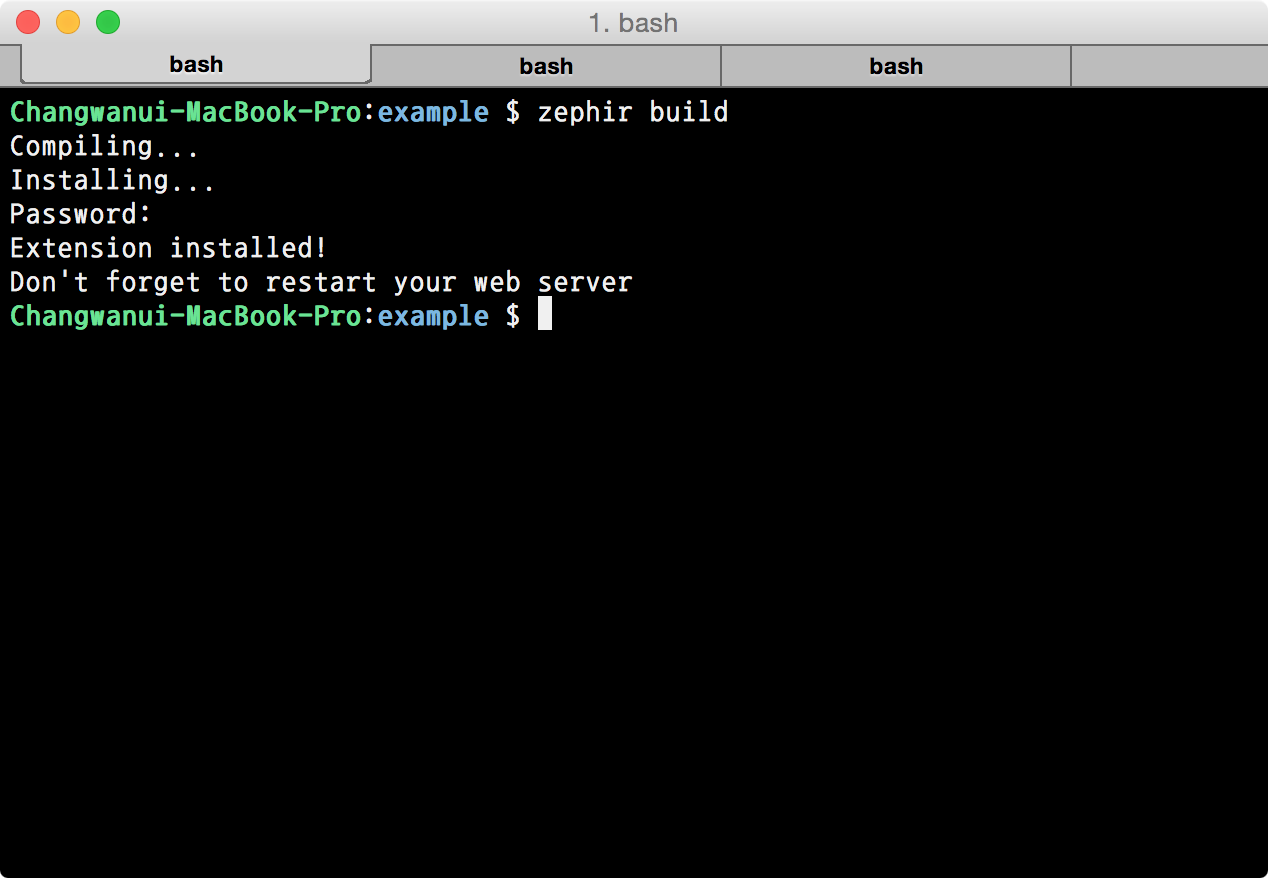 1. bash
bash bash bash
Changwanui-MacBook-Pro:example $ zephir build
Compiling...
Installing...
Password:
Extension installed!
Don't forget to restart your web server
Changwanui-MacBook-Pro:example $